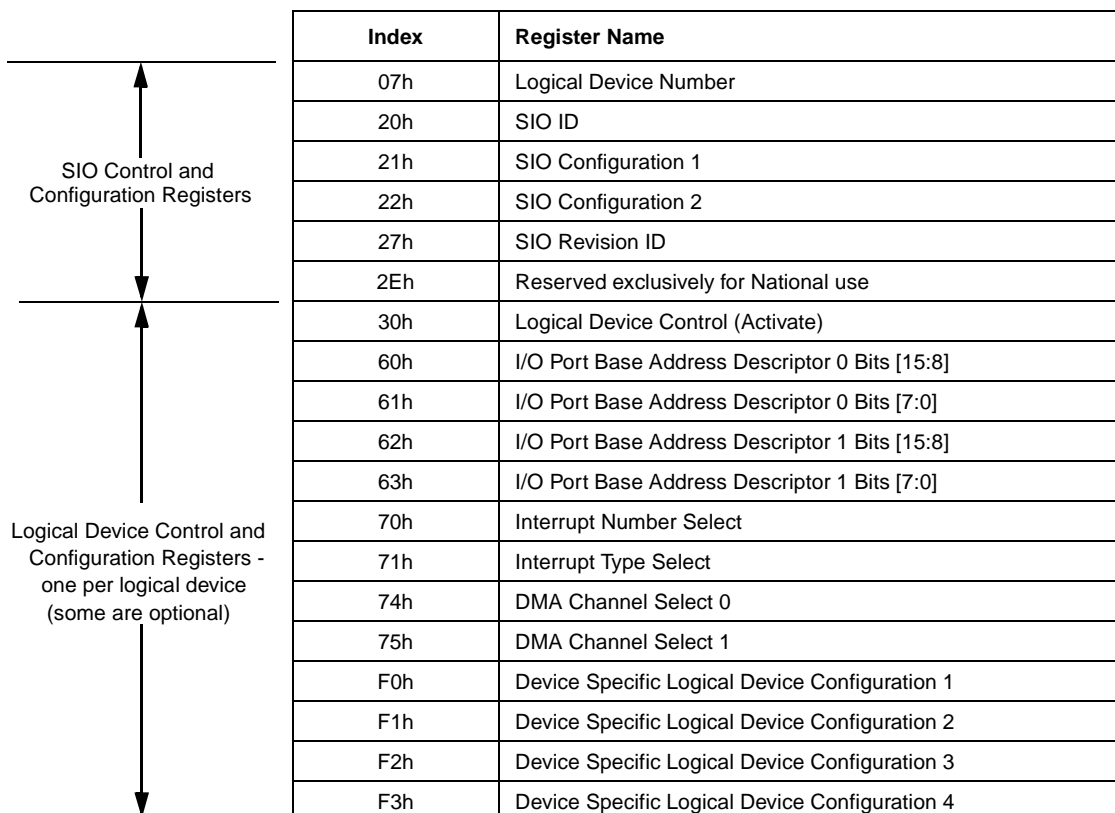 Index Register Name
07h Logical Device Number
20h SIO ID
21h SIO Configuration 1
22h SIO Configuration 2
27h SIO Revision ID
2Eh Reserved exclusively for National use
30h Logical Device Control (Activate)
60h I/O Port Base Address Descriptor 0 Bits [15:8]
61h I/O Port Base Address Descriptor 0 Bits [7:0]
62h I/O Port Base Address Descriptor 1 Bits [15:8]
63h I/O Port Base Address Descriptor 1 Bits [7:0]
70h Interrupt Number Select
71h Interrupt Type Select
74h DMA Channel Select 0
75h DMA Channel Select 1
F0h Device Specific Logical Device Configuration 1
F1h Device Specific Logical Device Configuration 2
F2h Device Specific Logical Device Configuration 3
F3h Device Specific Logical Device Configuration 4
SIO Control and
Configuration Registers
Logical Device Control and
Configuration Registers -
one per logical device
(some are optional)